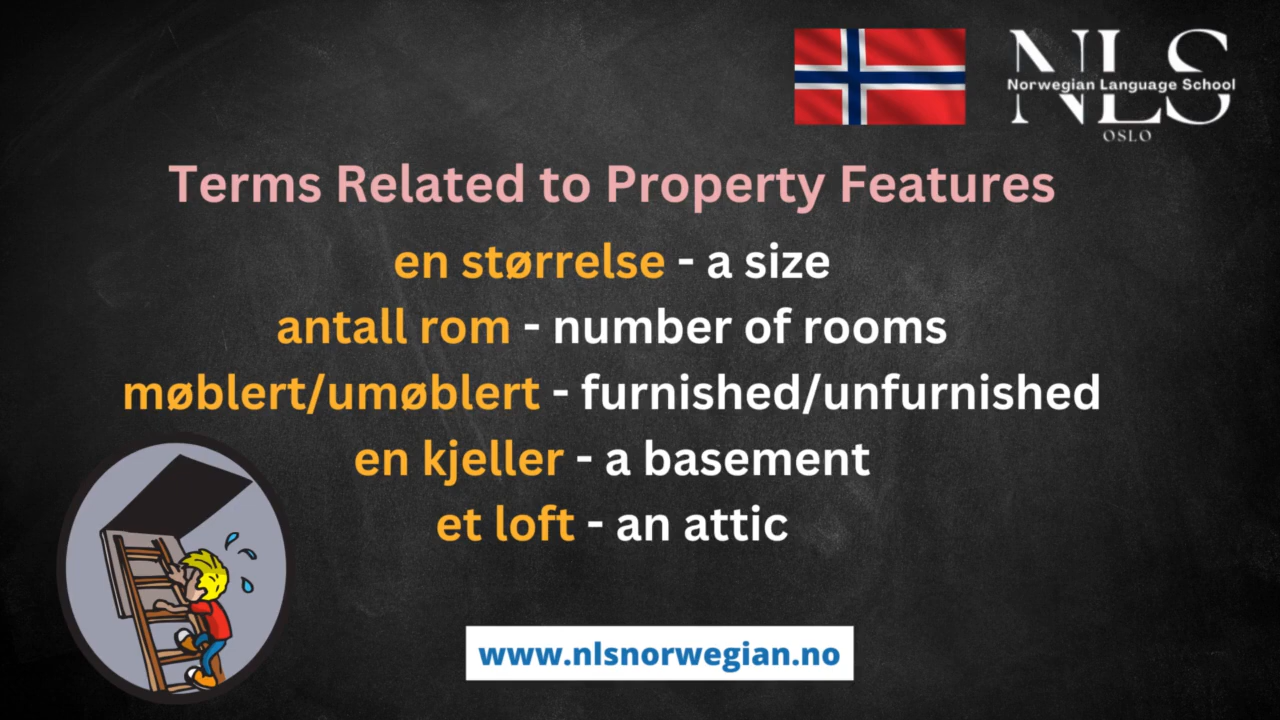 NLS
Norwegian Language School
OSLO
Terms Related to Property Features
en størrelse - a size
antall rom - number of rooms
møblert/umøblert - furnished/unfurnished
en kjeller - a basement
et loft - an attic
www.nlsnorwegian.no